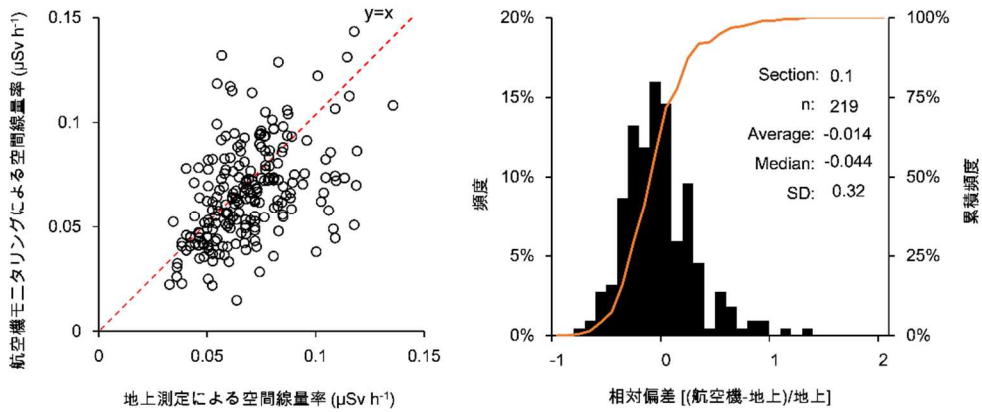 y=x
0.15
0.1
0.05
0
0
0.05
0.1
0.15
航空機モニタリングによる空間線量率 (μSv h⁻¹)
地上測定による空間線量率 (μSv h⁻¹)
20%
15%
10%
5%
0%
頻度
100%
75%
50%
25%
0%
累積頻度
Section: 0.1
n: 219
Average: -0.014
Median: -0.044
SD: 0.32
-1
0
1
2
相対偏差 [(航空機-地上)/地上]